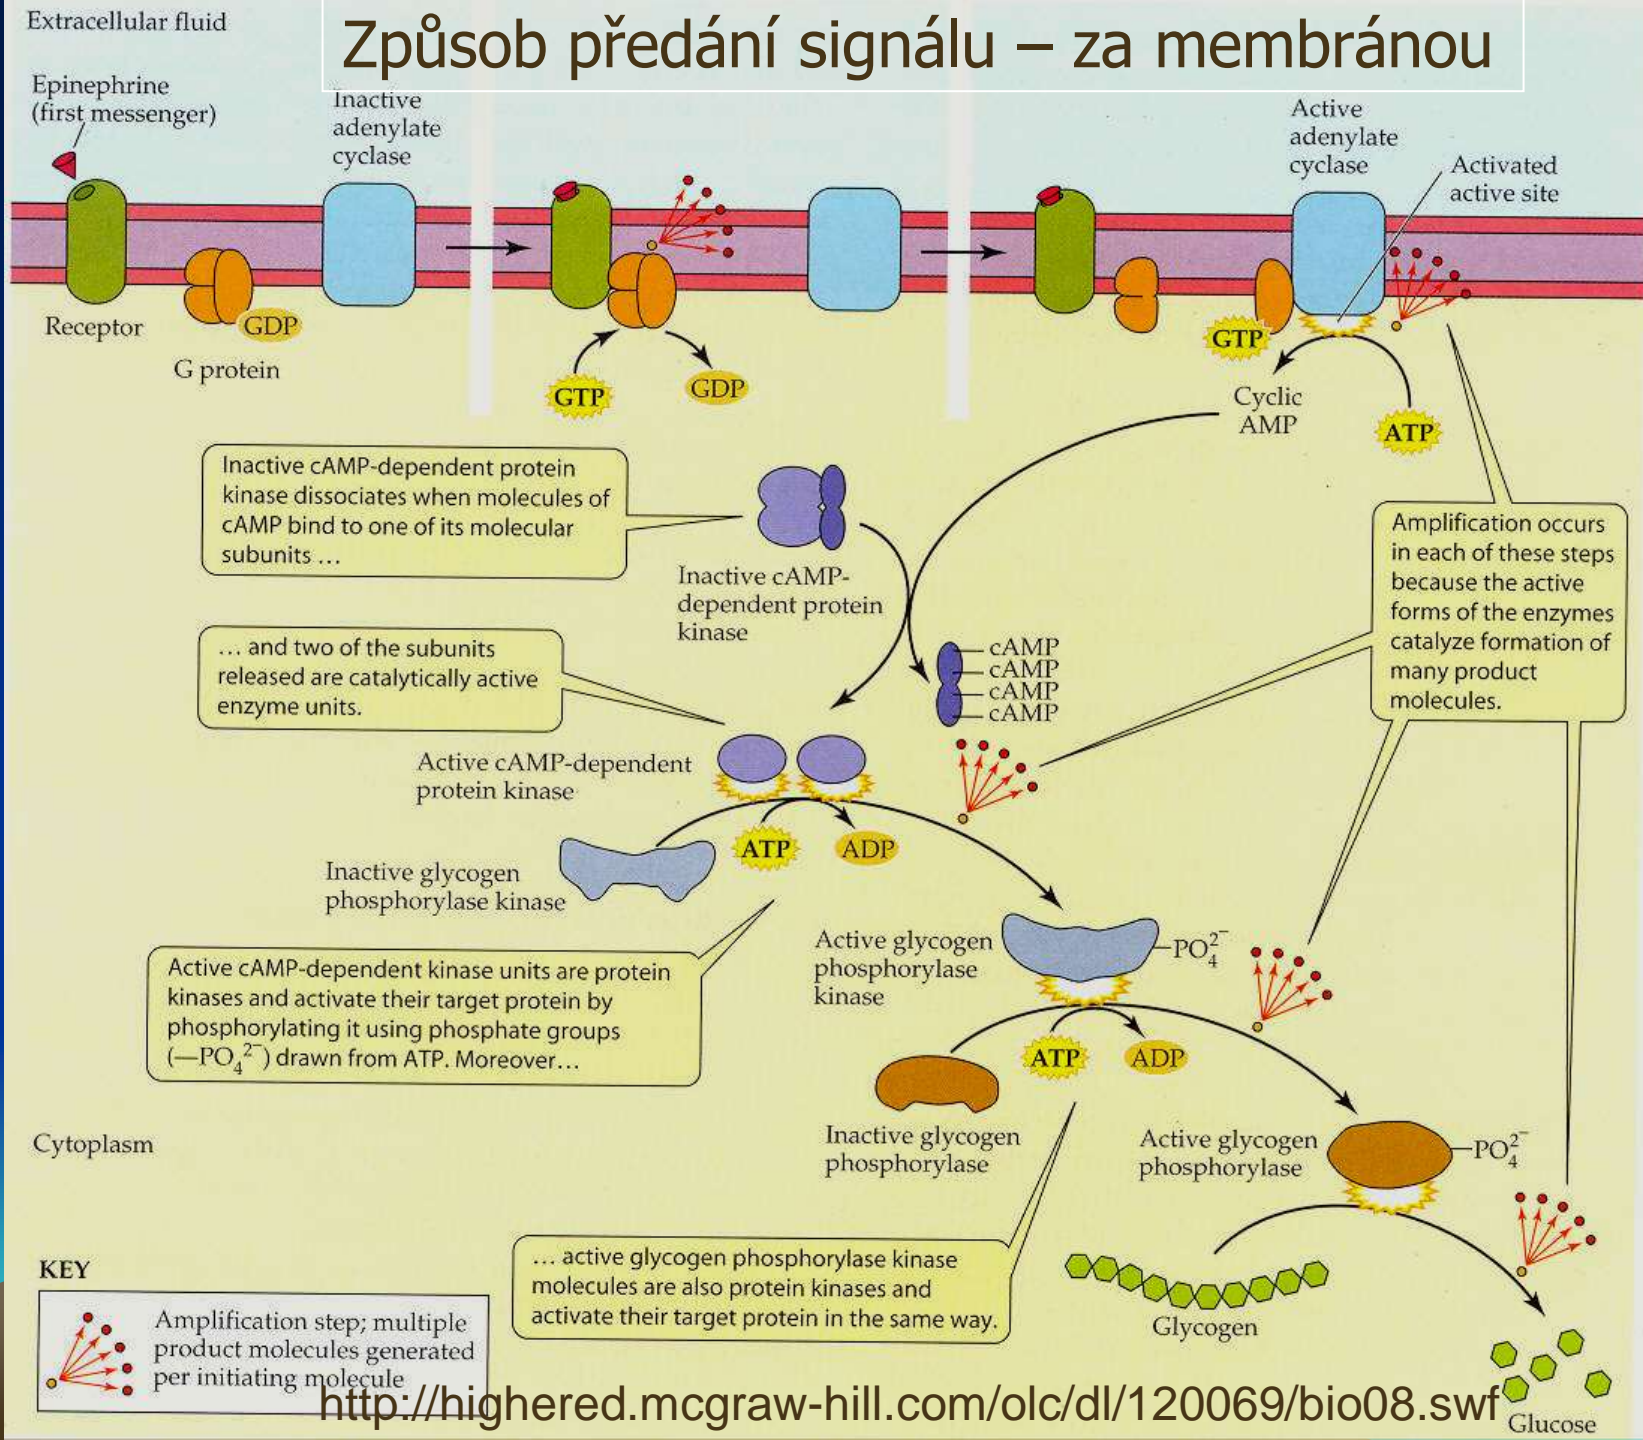 Způsob předání signálu – za membránou
Extracellular fluid
Epinephrine
(first messenger)
Inactive
adenylate
cyclase
Active
adenylate
cyclase
Activated
active site
Receptor
GDP
G protein
GTP
GDP
GTP
Cyclic
AMP
ATP
Inactive cAMP-dependent protein
kinase dissociates when molecules of
cAMP bind to one of its molecular
subunits …
Inactive cAMP-
dependent protein
kinase
Amplification occurs
in each of these steps
because the active
forms of the enzymes
catalyze formation of
many product
molecules.
… and two of the subunits
released are catalytically active
enzyme units.
cAMP
cAMP
cAMP
cAMP
Active cAMP-dependent
protein kinase
ATP
ADP
Inactive glycogen
phosphorylase kinase
Active glycogen
phosphorylase
kinase
–PO₄²⁻
Active cAMP-dependent kinase units are protein
kinases and activate their target protein by
phosphorylating it using phosphate groups
(—PO₄²⁻) drawn from ATP. Moreover…
ATP
ADP
Inactive glycogen
phosphorylase
Active glycogen
phosphorylase
–PO₄²⁻
Cytoplasm
… active glycogen phosphorylase kinase
molecules are also protein kinases and
activate their target protein in the same way.
Glycogen
Glucose
KEY
Amplification step; multiple
product molecules generated
per initiating molecule
http://highered.mcgraw-hill.com/olc/dl/120069/bio08.swf